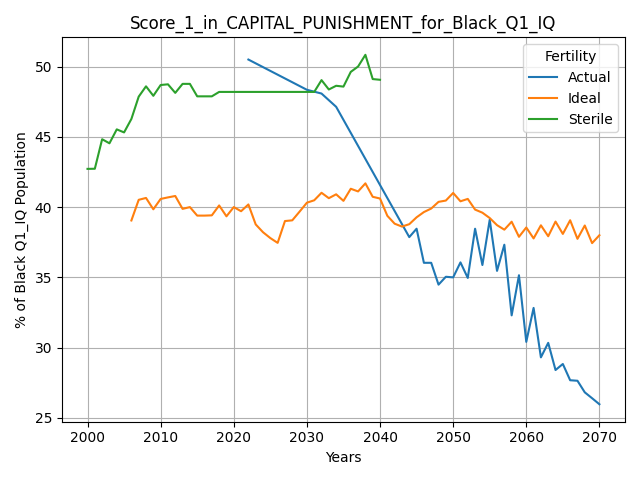 Score_1_in_CAPITAL_PUNISHMENT_for_Black_Q1_IQ
% of Black Q1_IQ Population
50
45
40
35
30
25
Fertility
Actual
Ideal
Sterile
2000 2010 2020 2030 2040 2050 2060 2070
Years